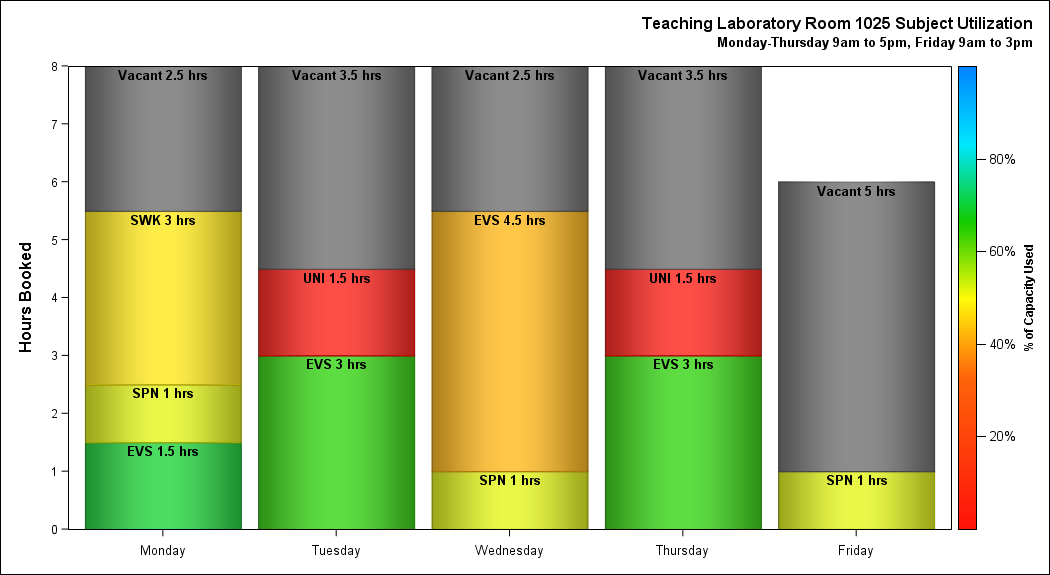 Teaching Laboratory Room 1025 Subject Utilization
Monday-Thursday 9am to 5pm, Friday 9am to 3pm
Hours Booked
8
7
6
5
4
3
2
1
0
Vacant 2.5 hrs
SWK 3 hrs
SPN 1 hrs
EVS 1.5 hrs
Vacant 3.5 hrs
UNI 1.5 hrs
EVS 3 hrs
Vacant 2.5 hrs
EVS 4.5 hrs
SPN 1 hrs
Vacant 3.5 hrs
UNI 1.5 hrs
EVS 3 hrs
Vacant 5 hrs
SPN 1 hrs
Monday
Tuesday
Wednesday
Thursday
Friday
80%
60%
40%
20%
% of Capacity Used